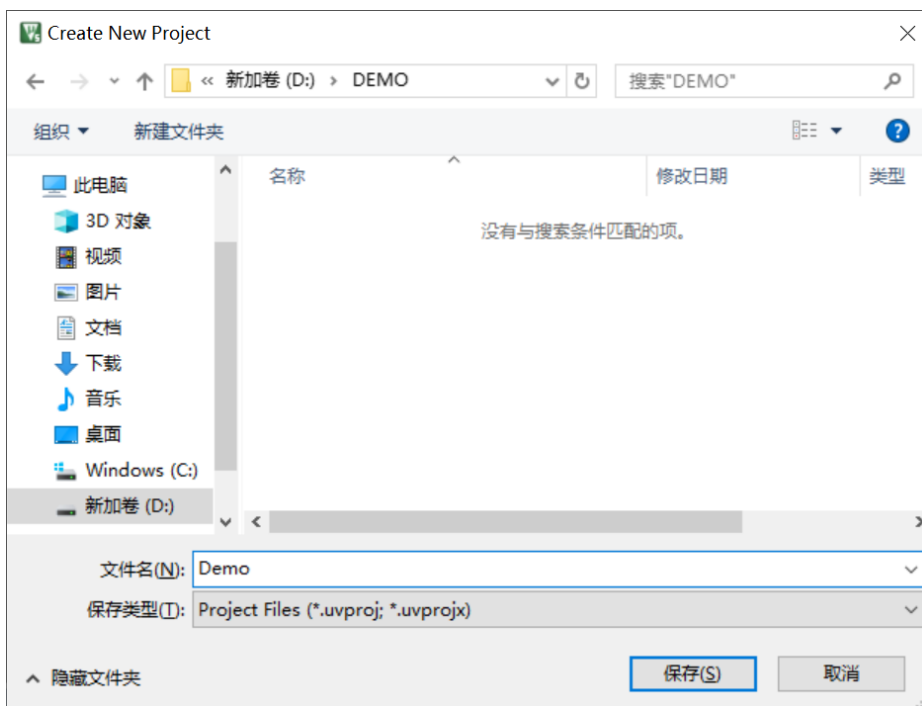 Create New Project
« 新加卷 (D:) › DEMO
搜索"DEMO"
组织 新建文件夹
名称 修改日期 类型
没有与搜索条件匹配的项。
此电脑
3D 对象
视频
图片
文档
下载
音乐
桌面
Windows (C:)
新加卷 (D:)
文件名(N): Demo
保存类型(T): Project Files (*.uvproj; *.uvprojx)
隐藏文件夹 保存(S) 取消